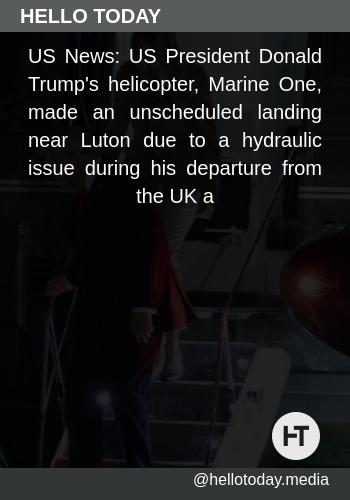 HELLO TODAY
US News: US President Donald
Trump's helicopter, Marine One,
made an unscheduled landing
near Luton due to a hydraulic
issue during his departure from
the UK a
HT
@hellotoday.media